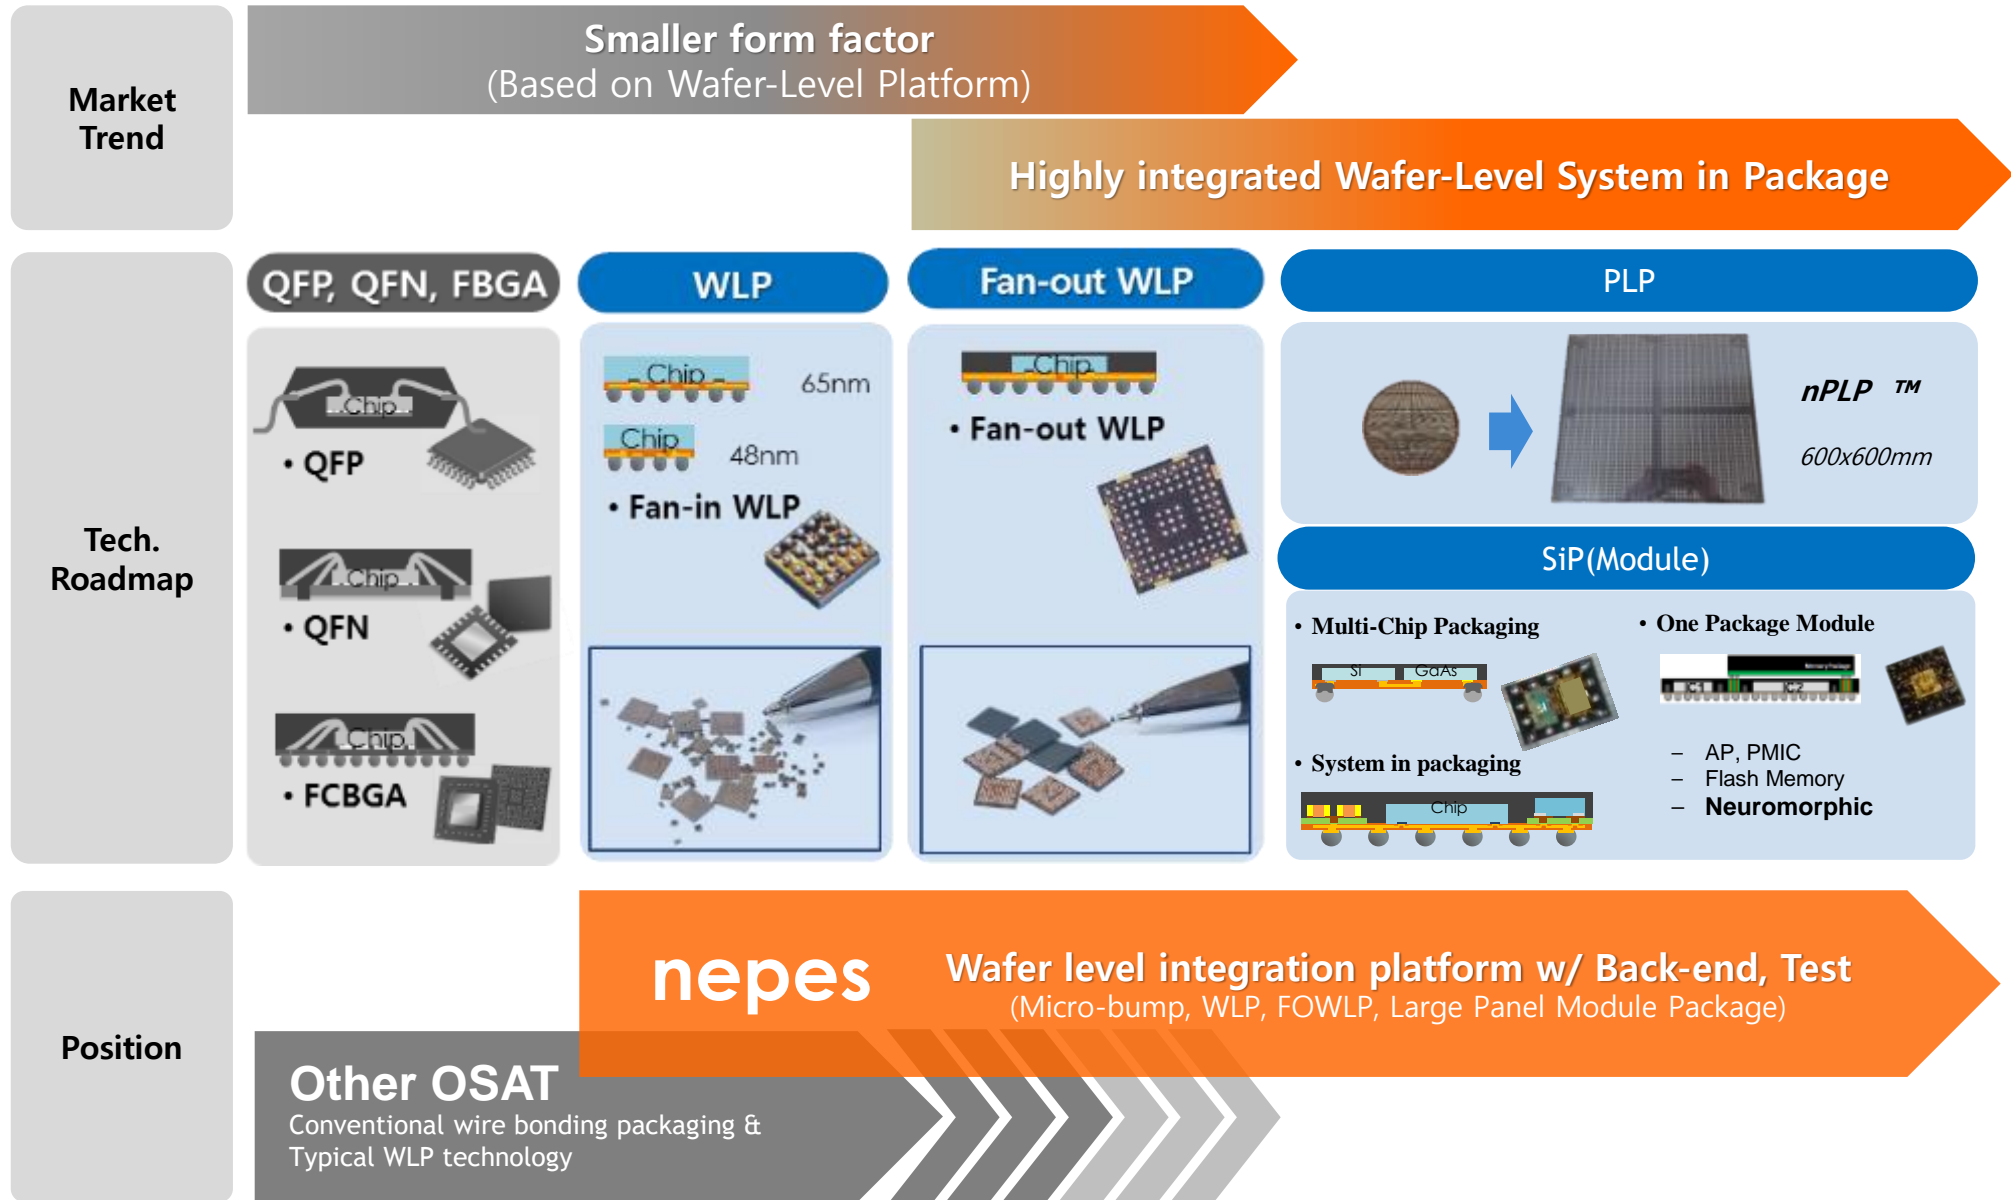 Market
Trend
Smaller form factor
(Based on Wafer-Level Platform)
Highly integrated Wafer-Level System in Package
Tech.
Roadmap
QFP, QFN, FBGA
Chip
• QFP
Chip
• QFN
Chip
• FCBGA
WLP
Chip
65nm
Chip
48nm
• Fan-in WLP
Fan-out WLP
Chip
• Fan-out WLP
PLP
nPLP ™
600x600mm
SiP(Module)
• Multi-Chip Packaging
Si GaAs
• System in packaging
Chip
• One Package Module
Memory Package
IC1 IC2
– AP, PMIC
– Flash Memory
– Neuromorphic
Position
nepes
Wafer level integration platform w/ Back-end, Test
(Micro-bump, WLP, FOWLP, Large Panel Module Package)
Other OSAT
Conventional wire bonding packaging &
Typical WLP technology